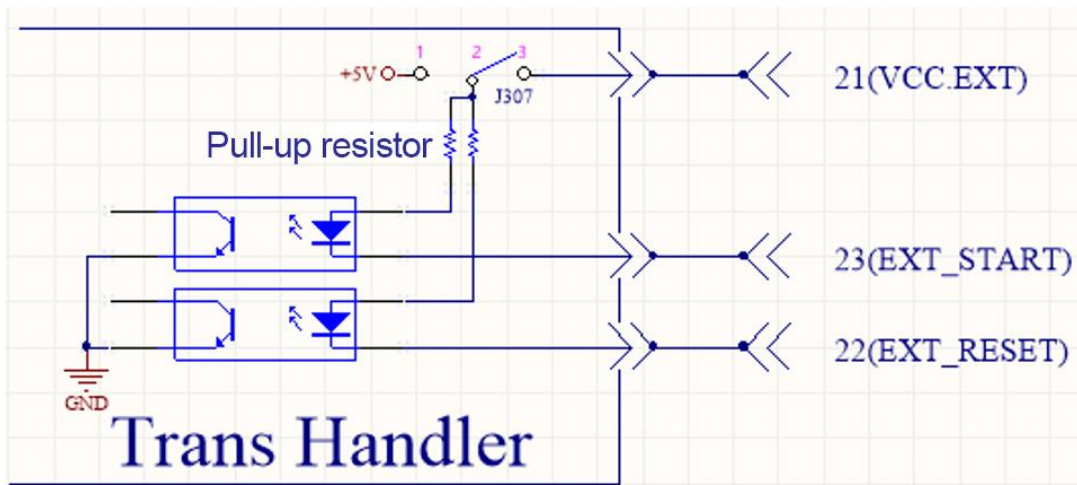 1 2 3
+5V
J307
21(VCC.EXT)
Pull-up resistor
23(EXT_START)
22(EXT_RESET)
GND
Trans Handler